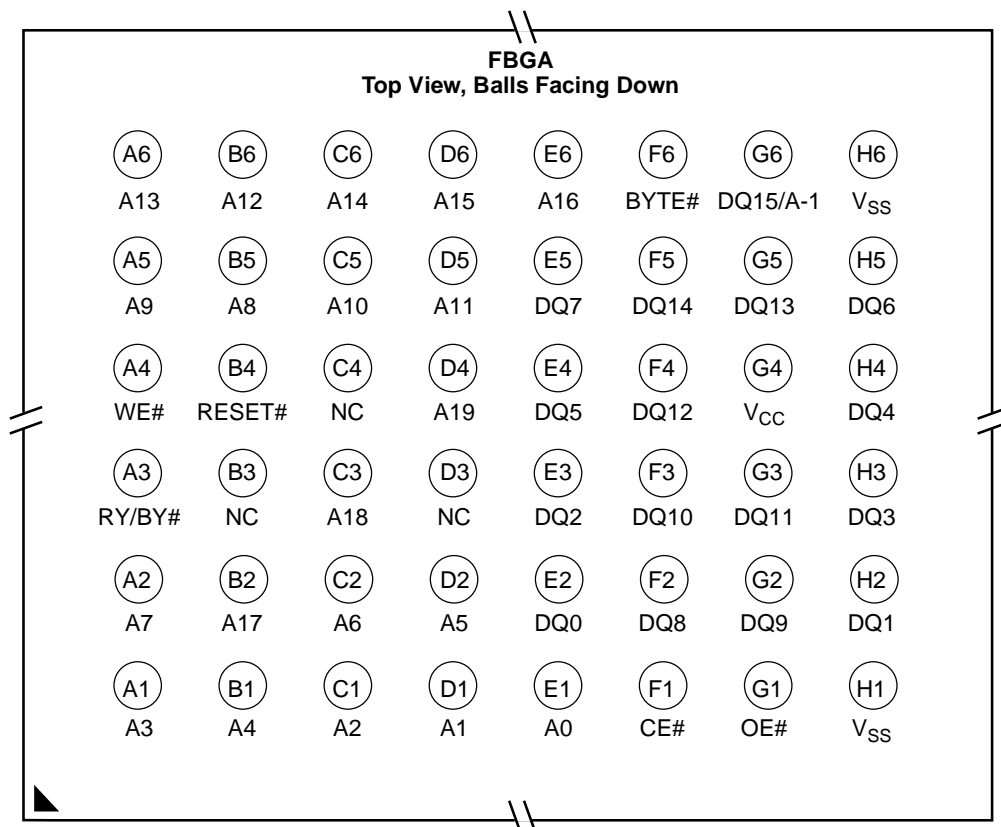 FBGA
Top View, Balls Facing Down
A6 B6 C6 D6 E6 F6 G6 H6
A13 A12 A14 A15 A16 BYTE# DQ15/A-1 VSS
A5 B5 C5 D5 E5 F5 G5 H5
A9 A8 A10 A11 DQ7 DQ14 DQ13 DQ6
A4 B4 C4 D4 E4 F4 G4 H4
WE# RESET# NC A19 DQ5 DQ12 VCC DQ4
A3 B3 C3 D3 E3 F3 G3 H3
RY/BY# NC A18 NC DQ2 DQ10 DQ11 DQ3
A2 B2 C2 D2 E2 F2 G2 H2
A7 A17 A6 A5 DQ0 DQ8 DQ9 DQ1
A1 B1 C1 D1 E1 F1 G1 H1
A3 A4 A2 A1 A0 CE# OE# VSS